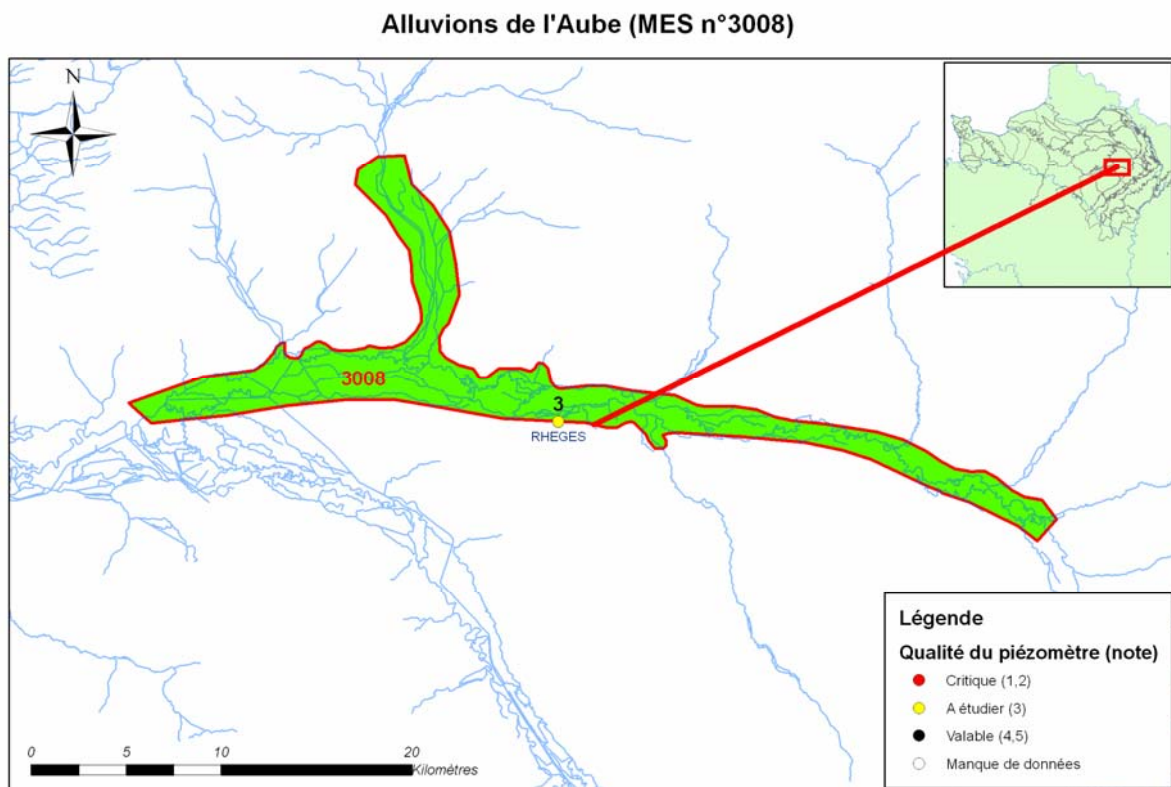 Alluvions de l'Aube (MES n°3008)
N
3008
3
RHEGES
Légende
Qualité du piézomètre (note)
Critique (1,2)
A étudier (3)
Valable (4,5)
Manque de données
0 5 10 20
Kilomètres